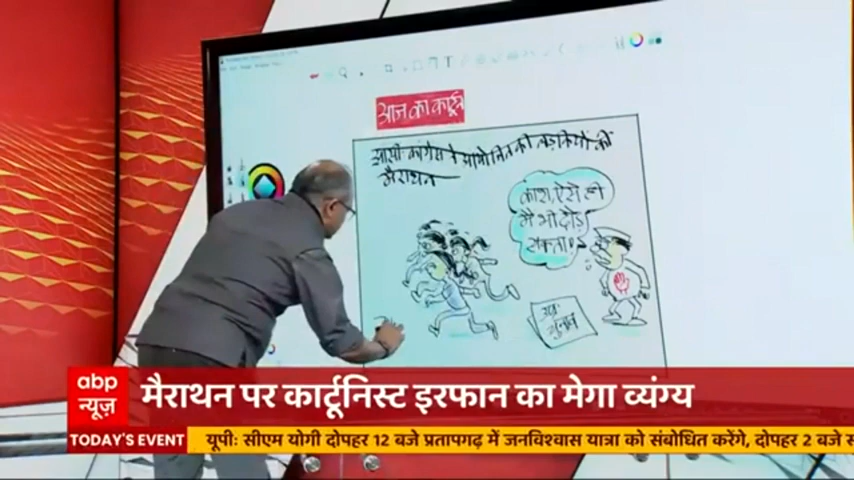 आज का कार्टून
झांसी: कांग्रेस ने आयोजित की लड़कियों की
मैराथन
काश, ऐसे ही
मैं भी दौड़
सकता!
उ.प्र.
चुनाव
abp
न्यूज़
मैराथन पर कार्टूनिस्ट इरफान का मेगा व्यंग्य
TODAY'S EVENT
यूपी: सीएम योगी दोपहर 12 बजे प्रतापगढ़ में जनविश्वास यात्रा को संबोधित करेंगे, दोपहर 2 बजे